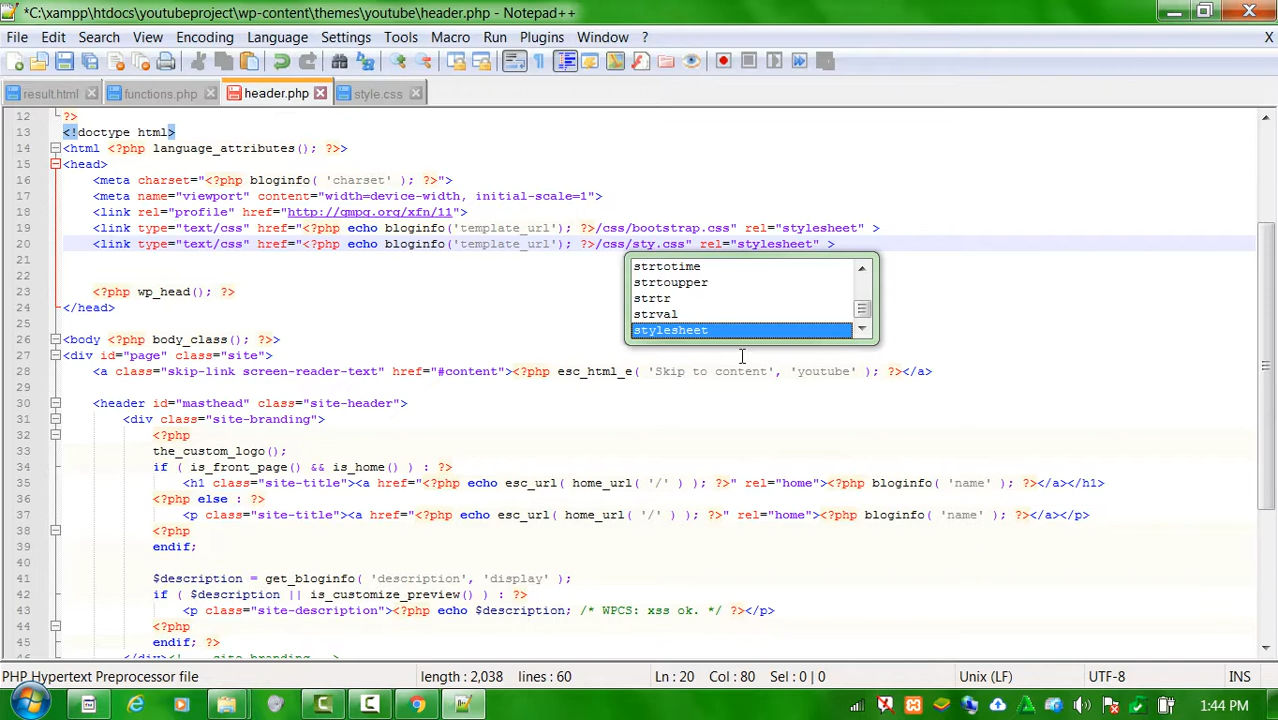 *C:\xampp\htdocs\youtubeproject\wp-content\themes\youtube\header.php - Notepad++
File Edit Search View Encoding Language Settings Tools Macro Run Plugins Window ? X
result.html functions.php header.php style.css
12 ?>
13 <!doctype html>
14 <html <?php language_attributes(); ?>>
15 <head>
16 <meta charset="<?php bloginfo( 'charset' ); ?>">
17 <meta name="viewport" content="width=device-width, initial-scale=1">
18 <link rel="profile" href="http://gmpg.org/xfn/11">
19 <link type="text/css" href="<?php echo bloginfo('template_url'); ?>/css/bootstrap.css" rel="stylesheet" >
20 <link type="text/css" href="<?php echo bloginfo('template_url'); ?>/css/sty.css" rel="stylesheet" >
21
22
23 <?php wp_head(); ?>
24 </head>
25
26 <body <?php body_class(); ?>>
27 <div id="page" class="site">
28 <a class="skip-link screen-reader-text" href="#content"><?php esc_html_e( 'Skip to content', 'youtube' ); ?></a>
29
30 <header id="masthead" class="site-header">
31 <div class="site-branding">
32 <?php
33 the_custom_logo();
34 if ( is_front_page() && is_home() ) : ?>
35 <h1 class="site-title"><a href="<?php echo esc_url( home_url( '/' ) ); ?>" rel="home"><?php bloginfo( 'name' ); ?></a></h1>
36 <?php else : ?>
37 <p class="site-title"><a href="<?php echo esc_url( home_url( '/' ) ); ?>" rel="home"><?php bloginfo( 'name' ); ?></a></p>
38 <?php
39 endif;
40
41 $description = get_bloginfo( 'description', 'display' );
42 if ( $description || is_customize_preview() ) : ?>
43 <p class="site-description"><?php echo $description; /* WPCS: xss ok. */ ?></p>
44 <?php
45 endif; ?>
strtotime
strtoupper
strtr
strval
stylesheet
PHP Hypertext Preprocessor file length : 2,038 lines : 60 Ln : 20 Col : 80 Sel : 0 | 0 Unix (LF) UTF-8 INS
1:44 PM